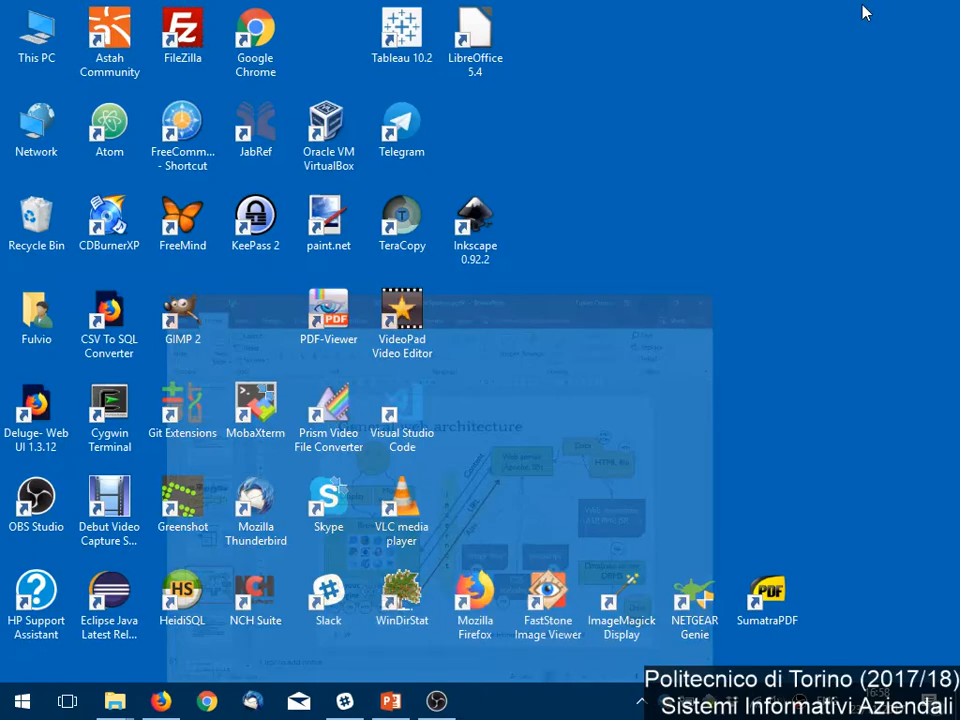 This PC
Astah
Community
FileZilla
Google
Chrome
Tableau 10.2
LibreOffice
5.4
Network
Atom
FreeComm...
- Shortcut
JabRef
Oracle VM
VirtualBox
Telegram
Recycle Bin
CDBurnerXP
FreeMind
KeePass 2
paint.net
TeraCopy
Inkscape
0.92.2
Fulvio
CSV To SQL
Converter
GIMP 2
PDF-Viewer
VideoPad
Video Editor
General web architecture
Deluge- Web
UI 1.3.12
Cygwin
Terminal
Git Extensions
MobaXterm
Prism Video
File Converter
Visual Studio
Code
OBS Studio
Debut Video
Capture S...
Greenshot
Mozilla
Thunderbird
Skype
VLC media
player
HP Support
Assistant
Eclipse Java
Latest Rel...
HeidiSQL
NCH Suite
Slack
WinDirStat
Mozilla
Firefox
FastStone
Image Viewer
ImageMagick
Display
NETGEAR
Genie
SumatraPDF
Politecnico di Torino (2017/18)
16:58
Sistemi Informativi Aziendali